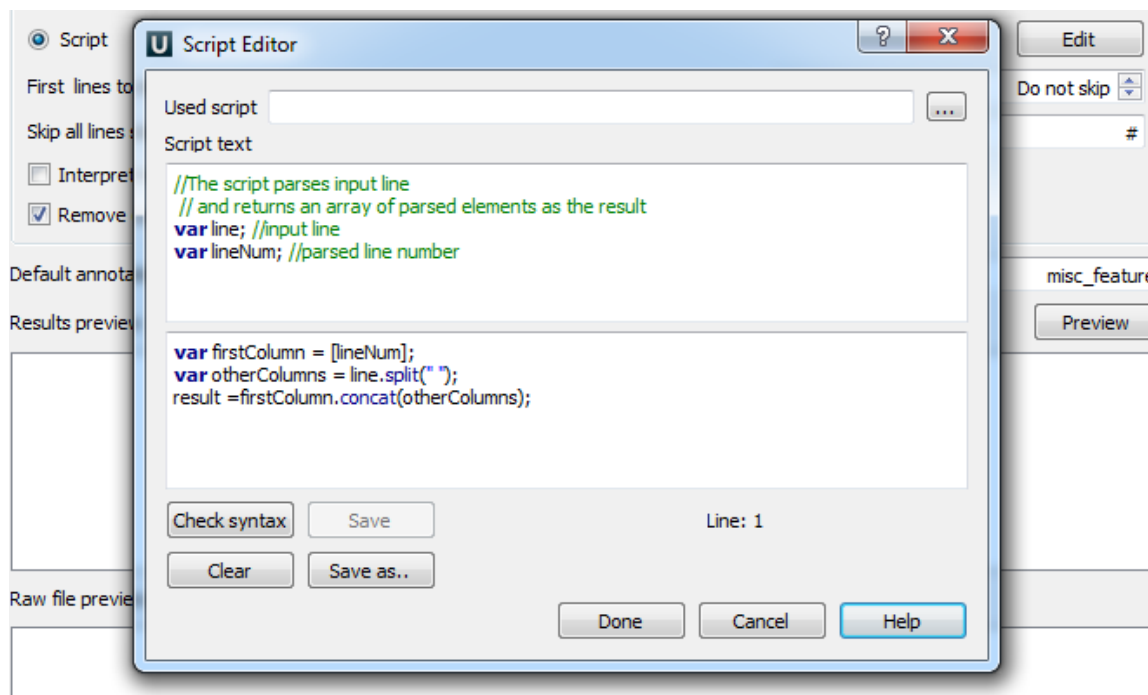 Script
Script Editor
Edit
First lines to
Do not skip
Used script
...
Skip all lines
#
Script text
Interpret
Remove
//The script parses input line
// and returns an array of parsed elements as the result
var line; //input line
var lineNum; //parsed line number
Default annota
misc_feature
Results preview
Preview
var firstColumn = [lineNum];
var otherColumns = line.split(" ");
result =firstColumn.concat(otherColumns);
Check syntax
Save
Line: 1
Clear
Save as..
Raw file previe
Done
Cancel
Help